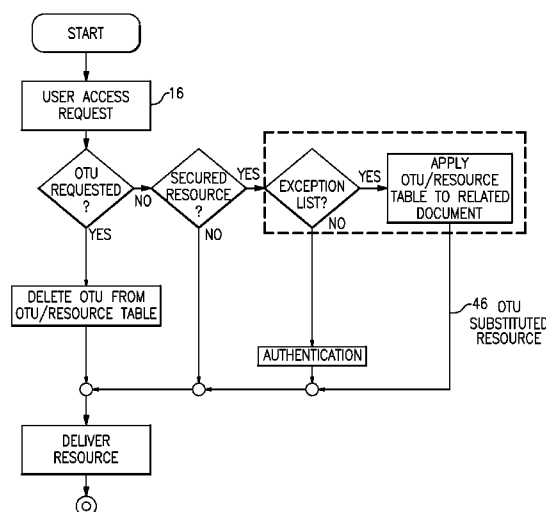 START
USER ACCESS
REQUEST
16
OTU
REQUESTED
?
NO
YES
SECURED
RESOURCE
?
YES
NO
EXCEPTION
LIST?
YES
NO
APPLY
OTU/RESOURCE
TABLE TO RELATED
DOCUMENT
DELETE OTU FROM
OTU/RESOURCE TABLE
46 OTU
SUBSTITUTED
RESOURCE
AUTHENTICATION
DELIVER
RESOURCE